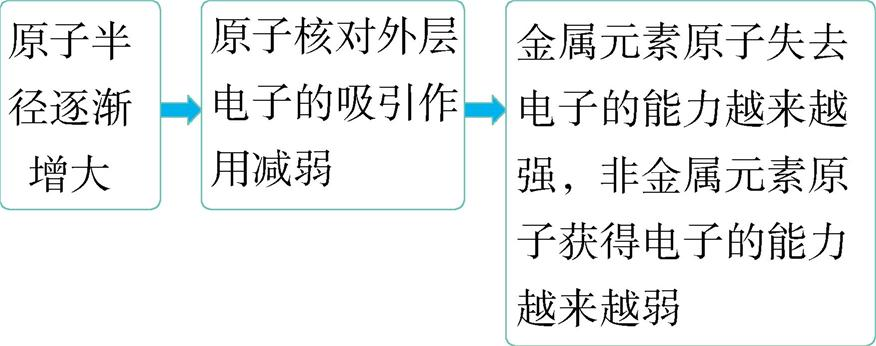 原子半
径逐渐
增大
原子核对外层
电子的吸引作
用减弱
金属元素原子失去
电子的能力越来越
强，非金属元素原
子获得电子的能力
越来越弱